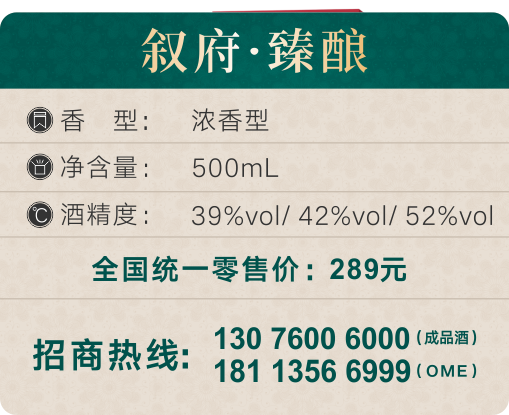 叙府·臻酿
香 型： 浓香型
净含量： 500mL
酒精度： 39%vol/ 42%vol/ 52%vol
全国统一零售价：289元
招商热线:
130 7600 6000（成品酒）
181 1356 6999（OME）